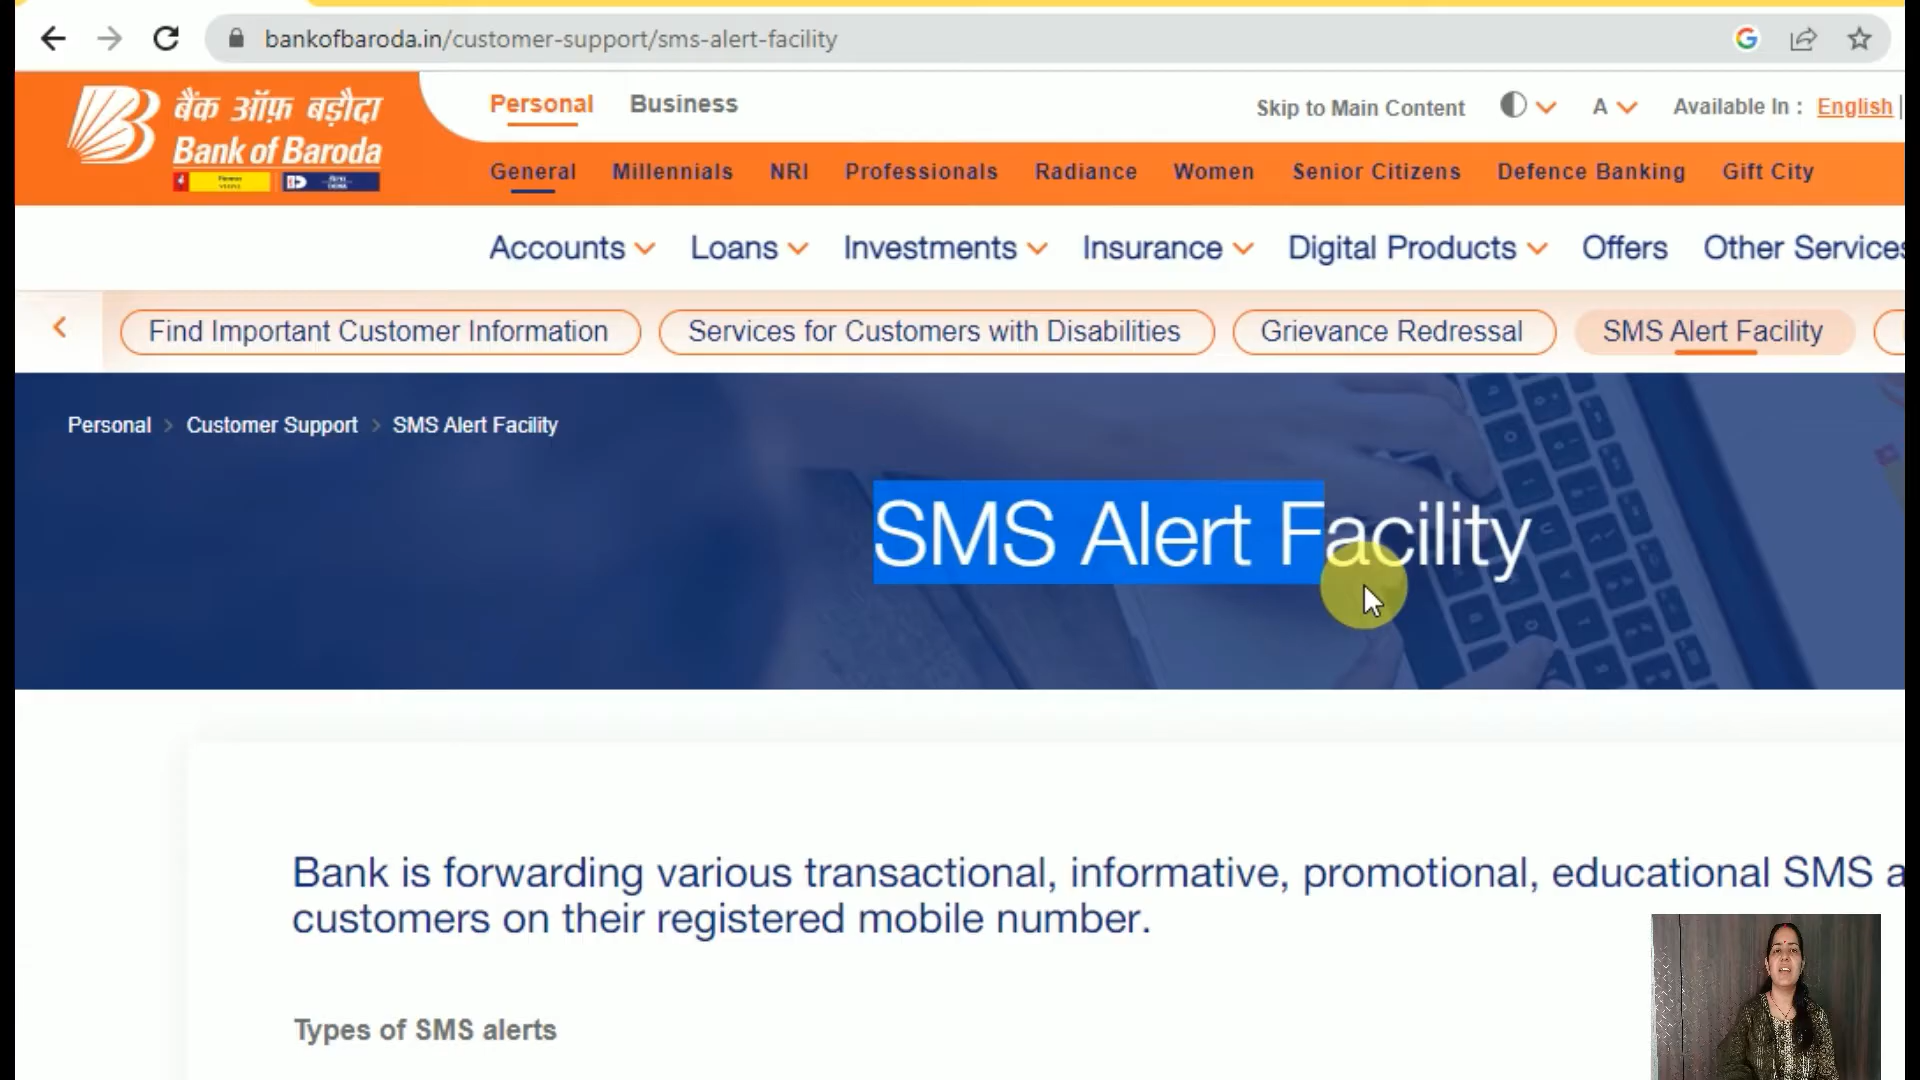 bankofbaroda.in/customer-support/sms-alert-facility
बैंक ऑफ़ बड़ौदा
Bank of Baroda
Personal Business
Skip to Main Content A Available In : English
General Millennials NRI Professionals Radiance Women Senior Citizens Defence Banking Gift City
Accounts Loans Investments Insurance Digital Products Offers Other Services
Find Important Customer Information Services for Customers with Disabilities Grievance Redressal SMS Alert Facility
Personal > Customer Support > SMS Alert Facility
SMS Alert Facility
Bank is forwarding various transactional, informative, promotional, educational SMS a
customers on their registered mobile number.
Types of SMS alerts